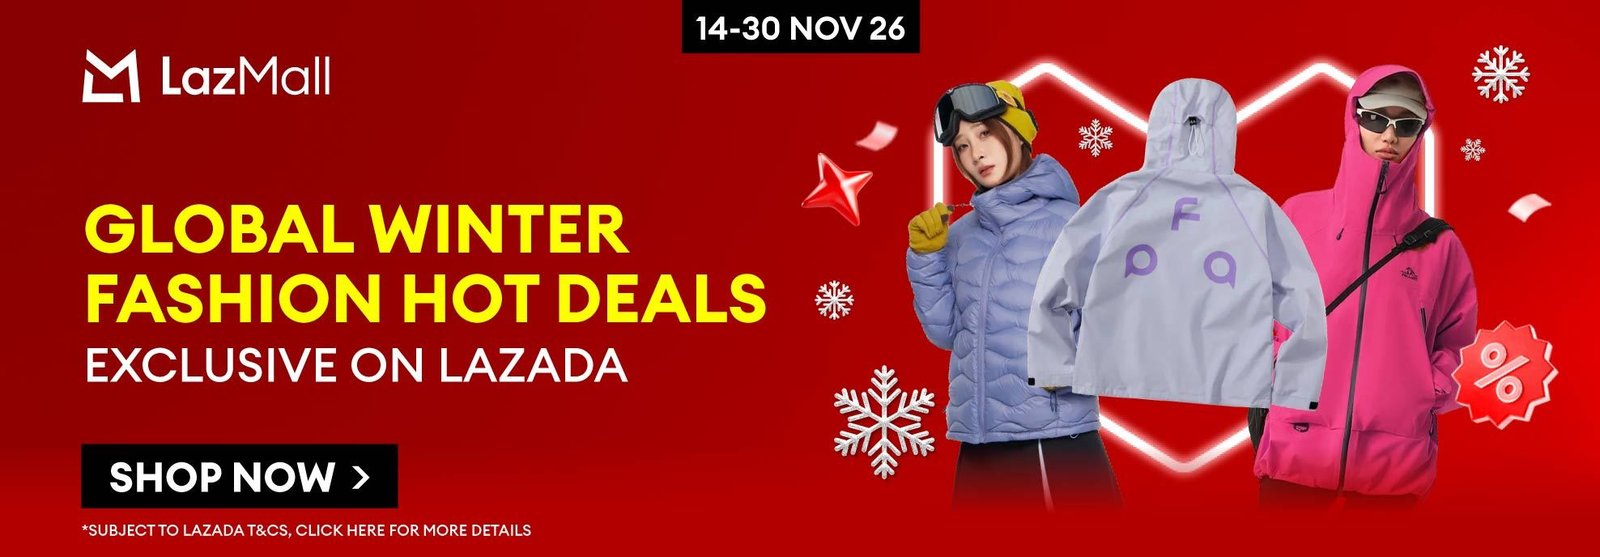 14-30 NOV 26
LazMall
GLOBAL WINTER
FASHION HOT DEALS
EXCLUSIVE ON LAZADA
SHOP NOW >
*SUBJECT TO LAZADA T&CS, CLICK HERE FOR MORE DETAILS
F
%